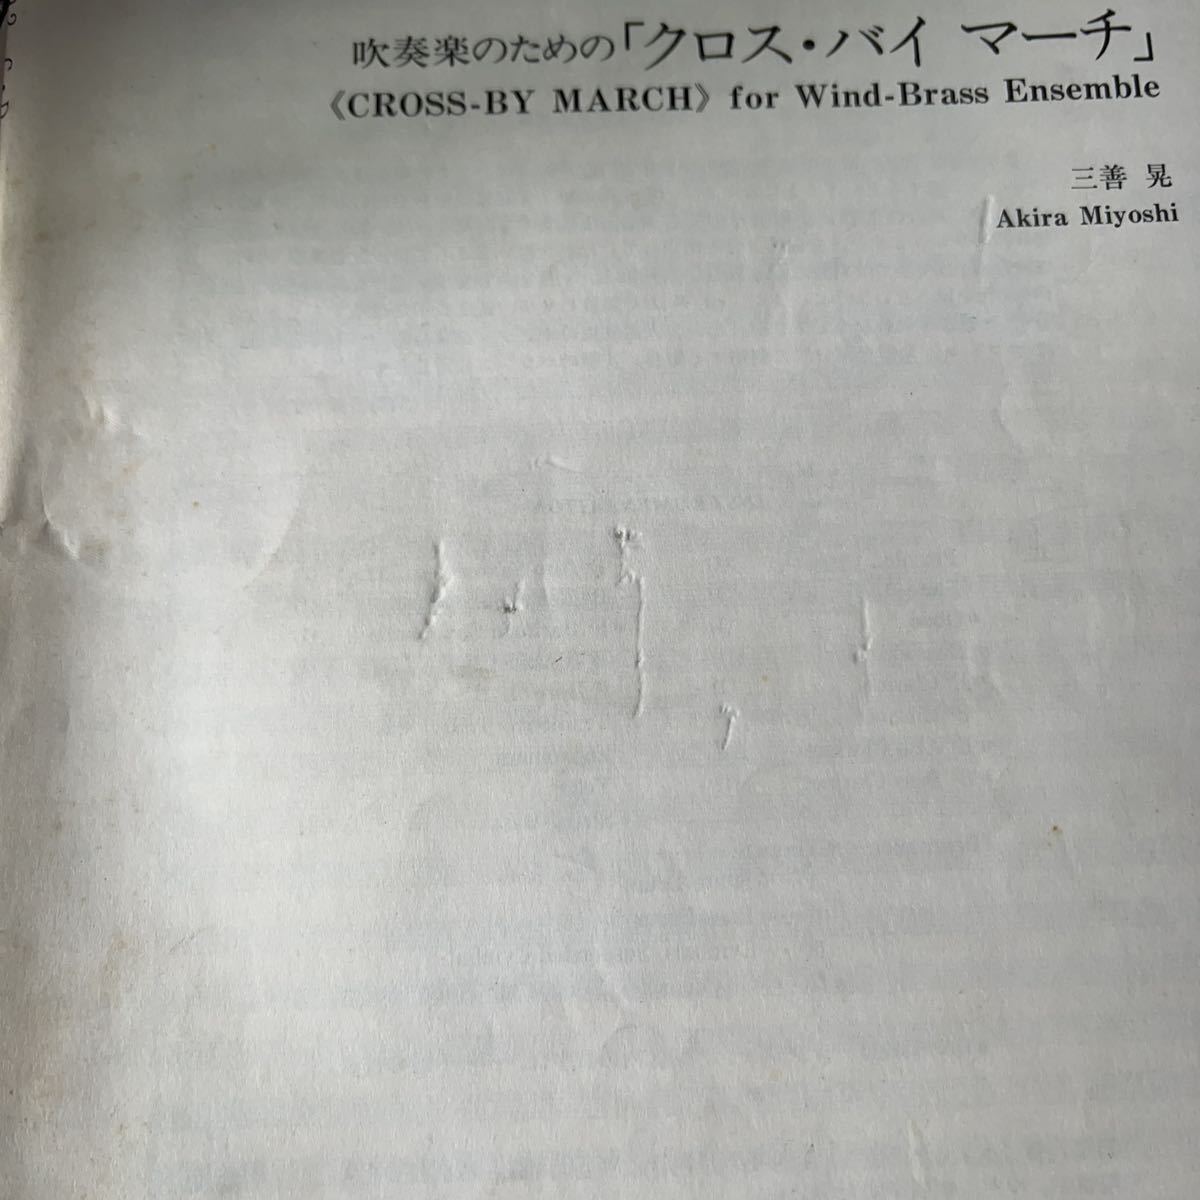 吹奏楽のための「クロス・バイ マーチ」
《CROSS-BY MARCH》 for Wind-Brass Ensemble
三善 晃
Akira Miyoshi